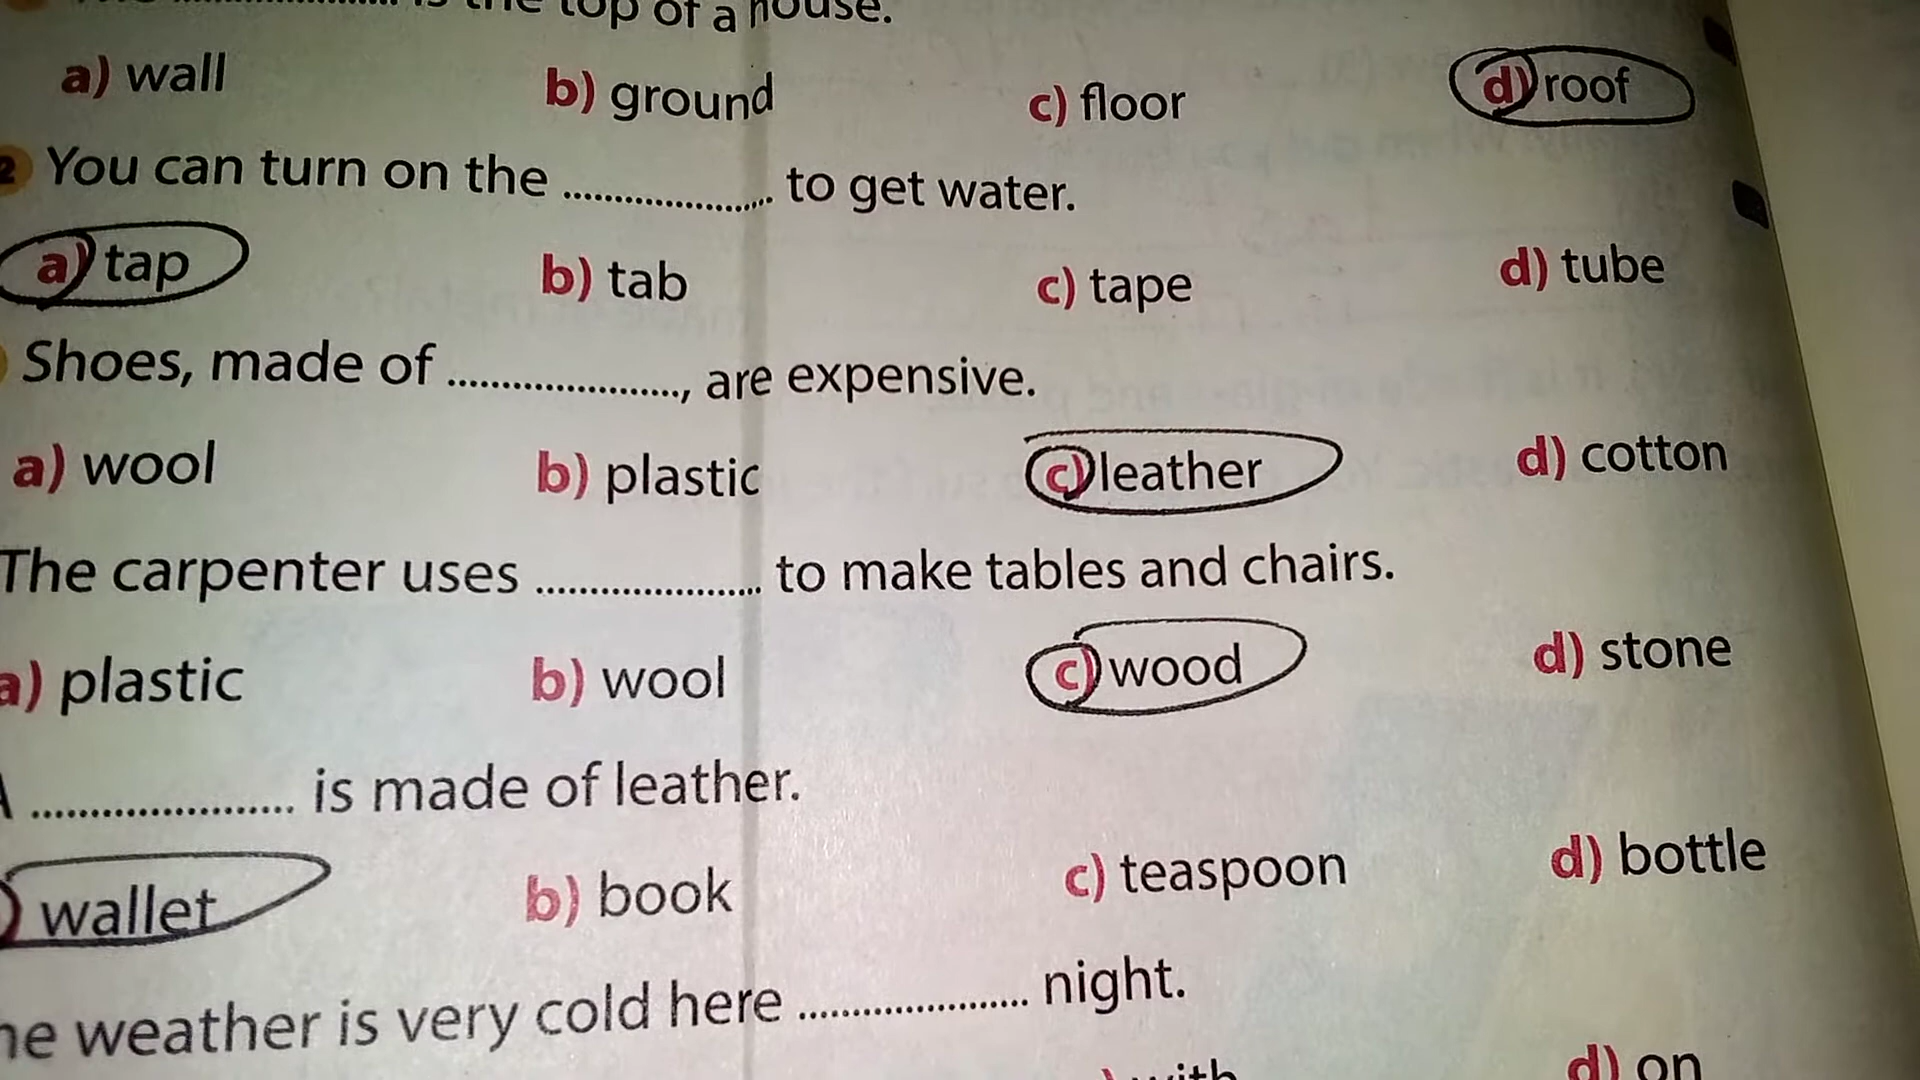 is the top of a house.
a) wall b) ground c) floor d) roof
2 You can turn on the .................... to get water.
a) tap b) tab c) tape d) tube
Shoes, made of ...................., are expensive.
a) wool b) plastic c) leather d) cotton
The carpenter uses .................... to make tables and chairs.
a) plastic b) wool c) wood d) stone
A .................... is made of leather.
) wallet b) book c) teaspoon d) bottle
he weather is very cold here .................... night.
) with d) on